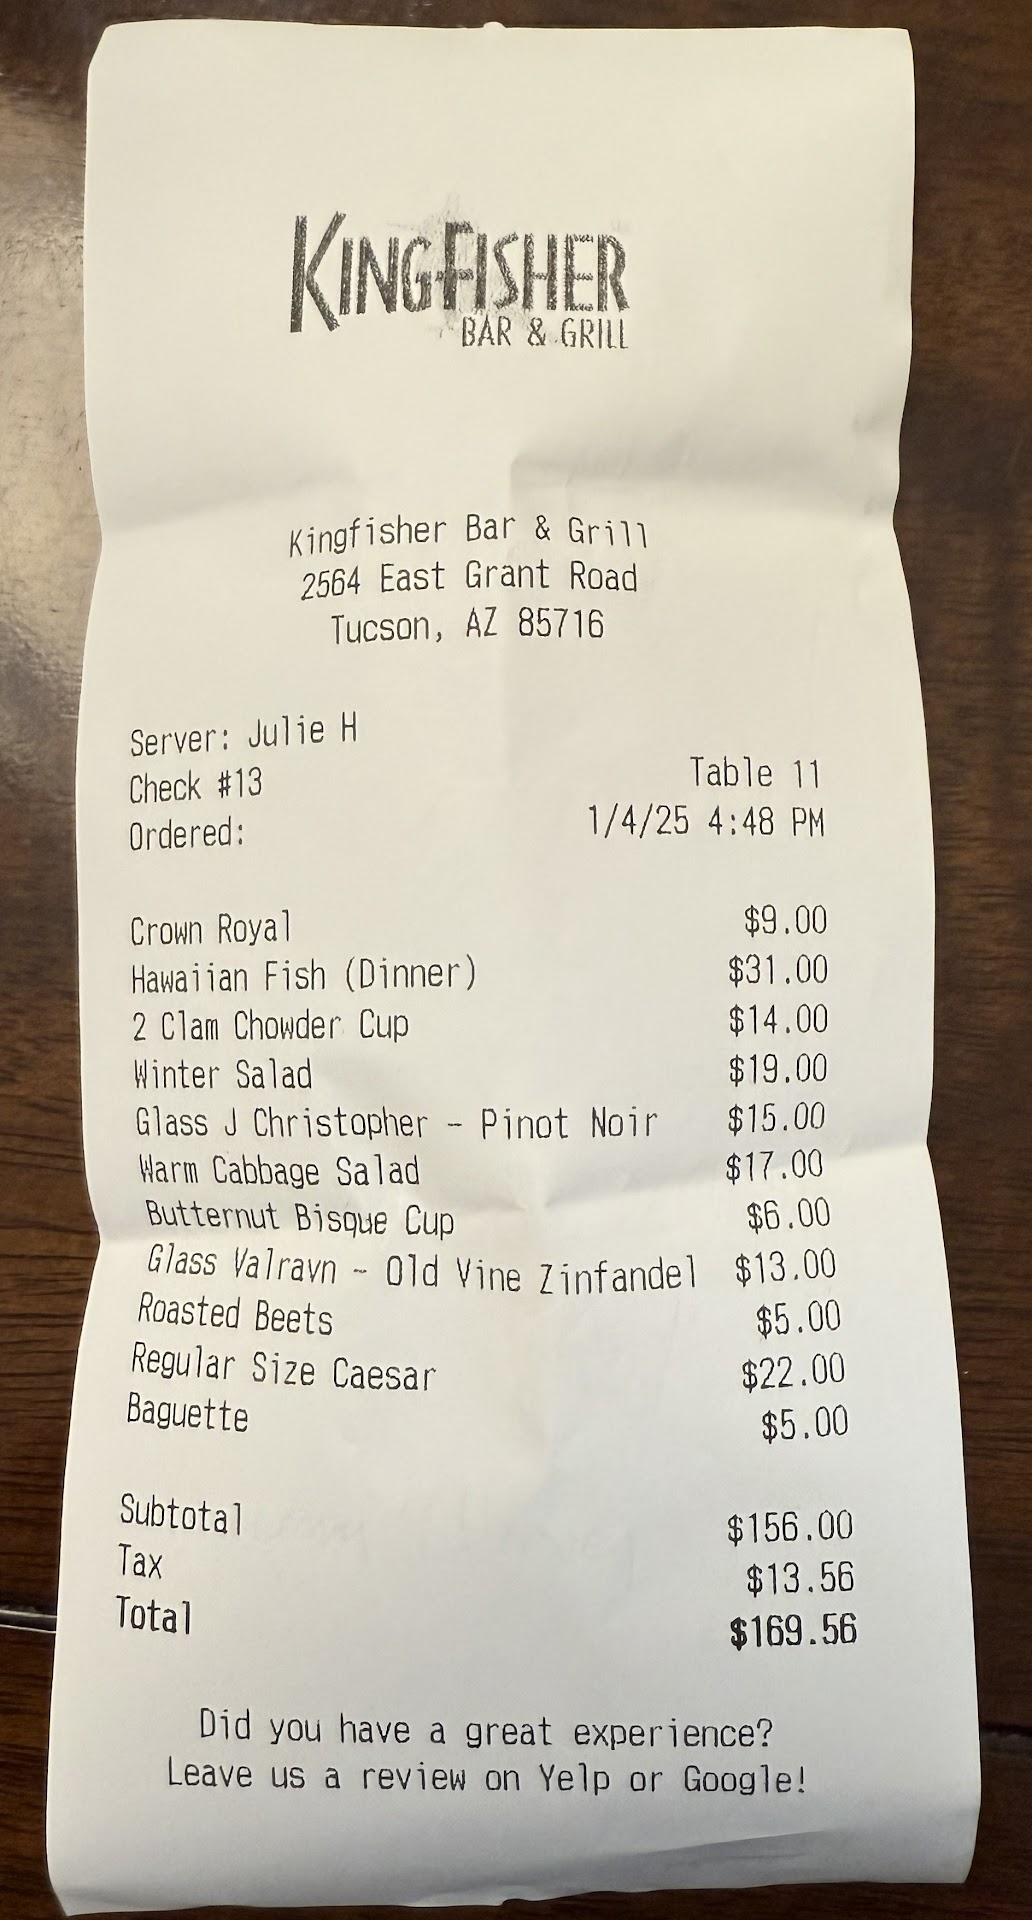 KINGFISHER
BAR & GRILL
Kingfisher Bar & Grill
2564 East Grant Road
Tucson, AZ 85716
Server: Julie H
Check #13 Table 11
Ordered: 1/4/25 4:48 PM
Crown Royal $9.00
Hawaiian Fish (Dinner) $31.00
2 Clam Chowder Cup $14.00
Winter Salad $19.00
Glass J Christopher - Pinot Noir $15.00
Warm Cabbage Salad $17.00
Butternut Bisque Cup $6.00
Glass Valravn - Old Vine Zinfandel $13.00
Roasted Beets $5.00
Regular Size Caesar $22.00
Baguette $5.00
Subtotal $156.00
Tax $13.56
Total $169.56
Did you have a great experience?
Leave us a review on Yelp or Google!